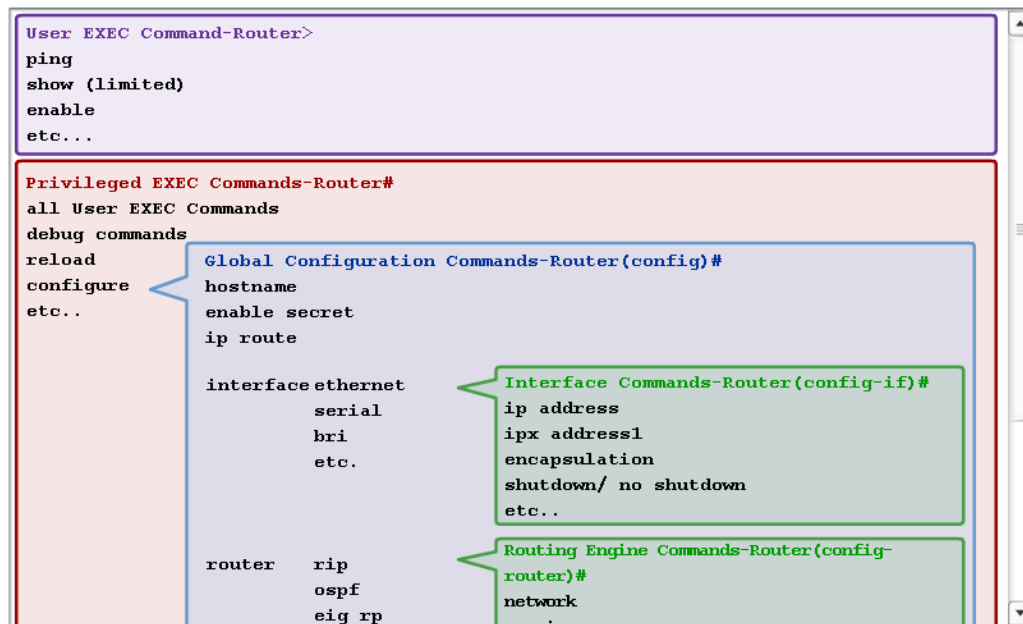 User EXEC Command-Router>
ping
show (limited)
enable
etc...
Privileged EXEC Commands-Router#
all User EXEC Commands
debug commands
reload
configure
etc..
Global Configuration Commands-Router(config)#
hostname
enable secret
ip route
interface ethernet
serial
bri
etc.
Interface Commands-Router(config-if)#
ip address
ipx address1
encapsulation
shutdown/ no shutdown
etc..
router rip
ospf
eig rp
Routing Engine Commands-Router(config-
router)#
network